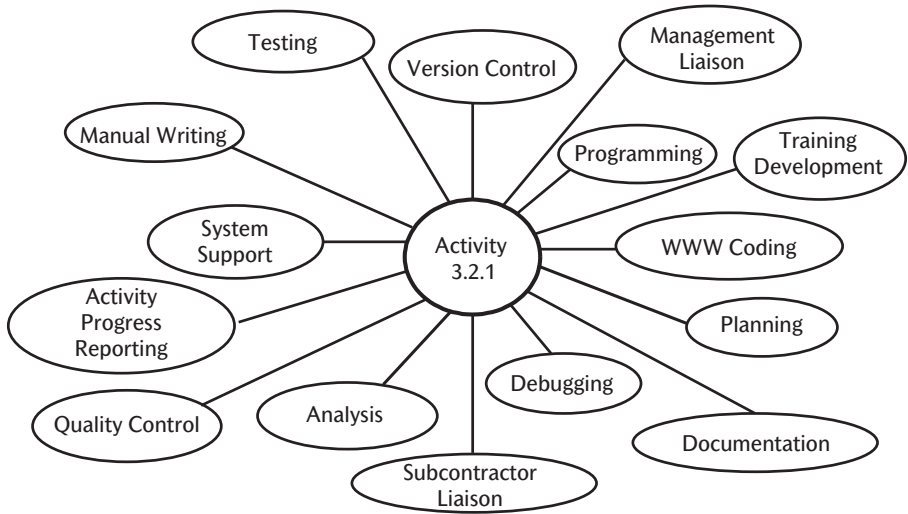 Testing
Version Control
Management
Liaison
Manual Writing
Programming
Training
Development
System
Support
Activity
3.2.1
WWW Coding
Activity
Progress
Reporting
Planning
Quality Control
Analysis
Debugging
Documentation
Subcontractor
Liaison